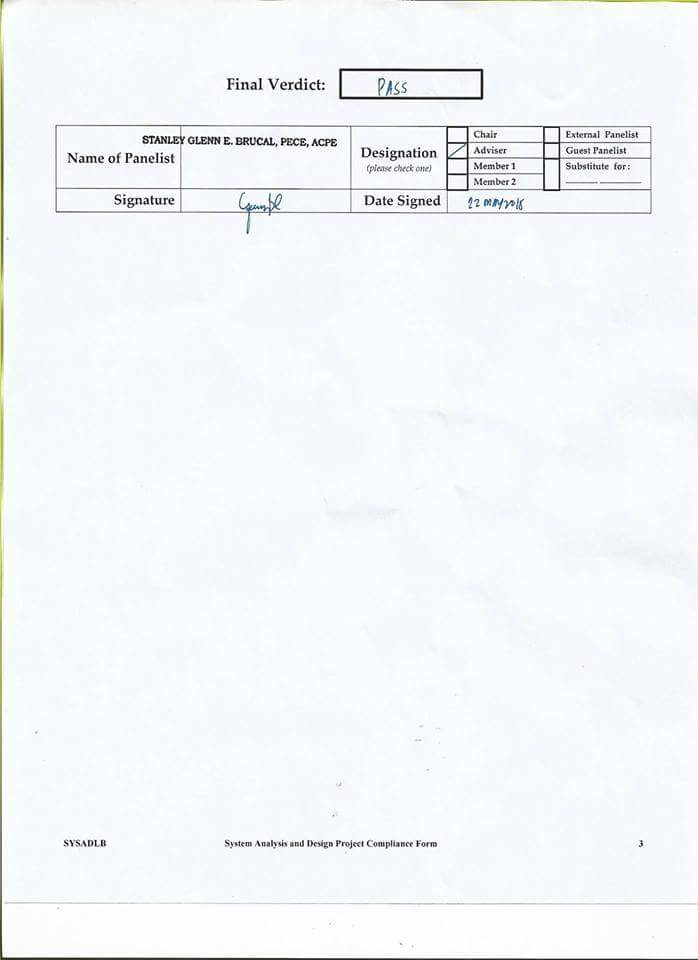 Final Verdict: PASS
STANLEY GLENN E. BRUCAL, PECE, ACPE
Name of Panelist
Designation
(please check one)
Chair
Adviser
Member 1
Member 2
External Panelist
Guest Panelist
Substitute for:
Signature
Date Signed 22 MAY 2018
SYSADLB System Analysis and Design Project Compliance Form 3